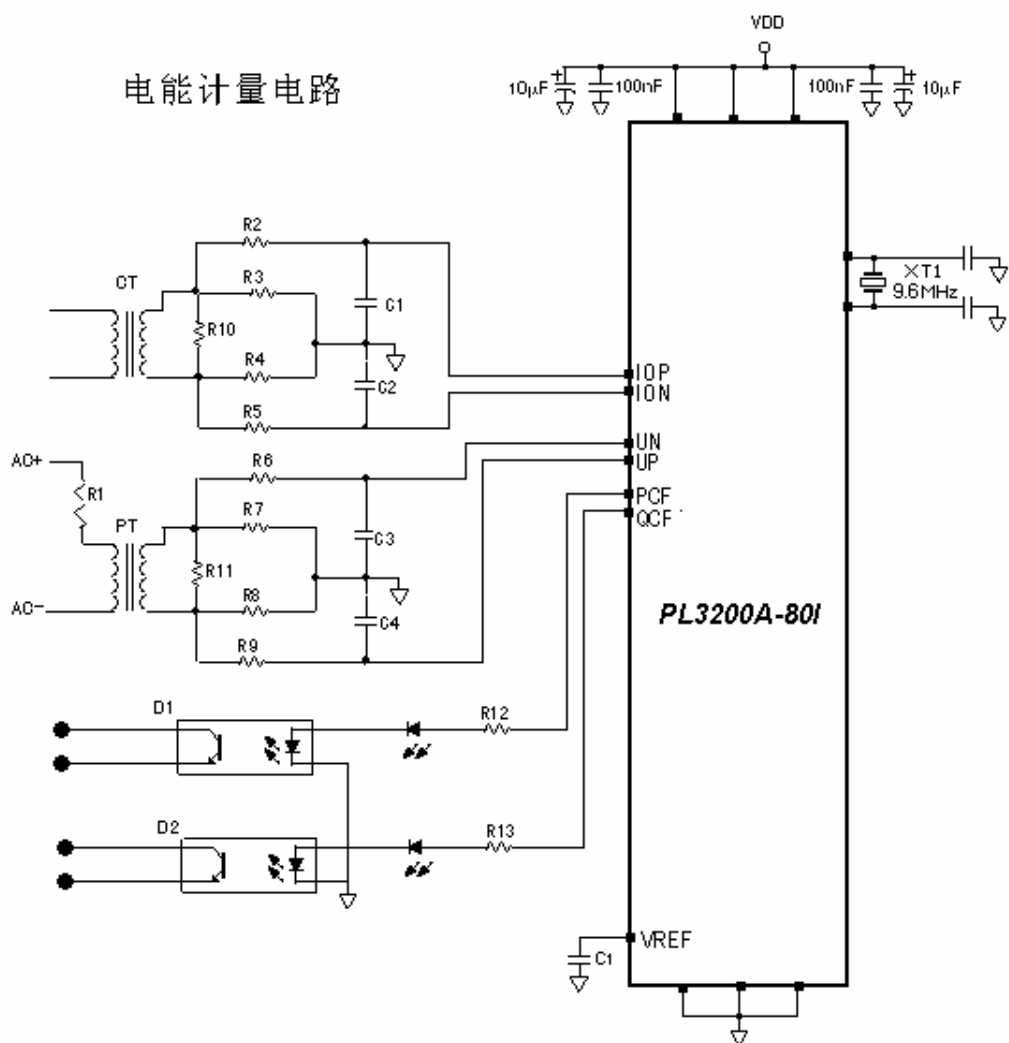 VDD
电能计量电路
10μF
100nF
100nF
10μF
R2
CT
R3
C1
R10
R4
C2
R5
XT1
9.6MHz
I0P
I0N
UN
UP
PCF
QCF
AC+
R1
R6
PT
R7
C3
R11
R8
C4
AC-
R9
PL3200A-80I
D1
R12
D2
R13
VREF
C1